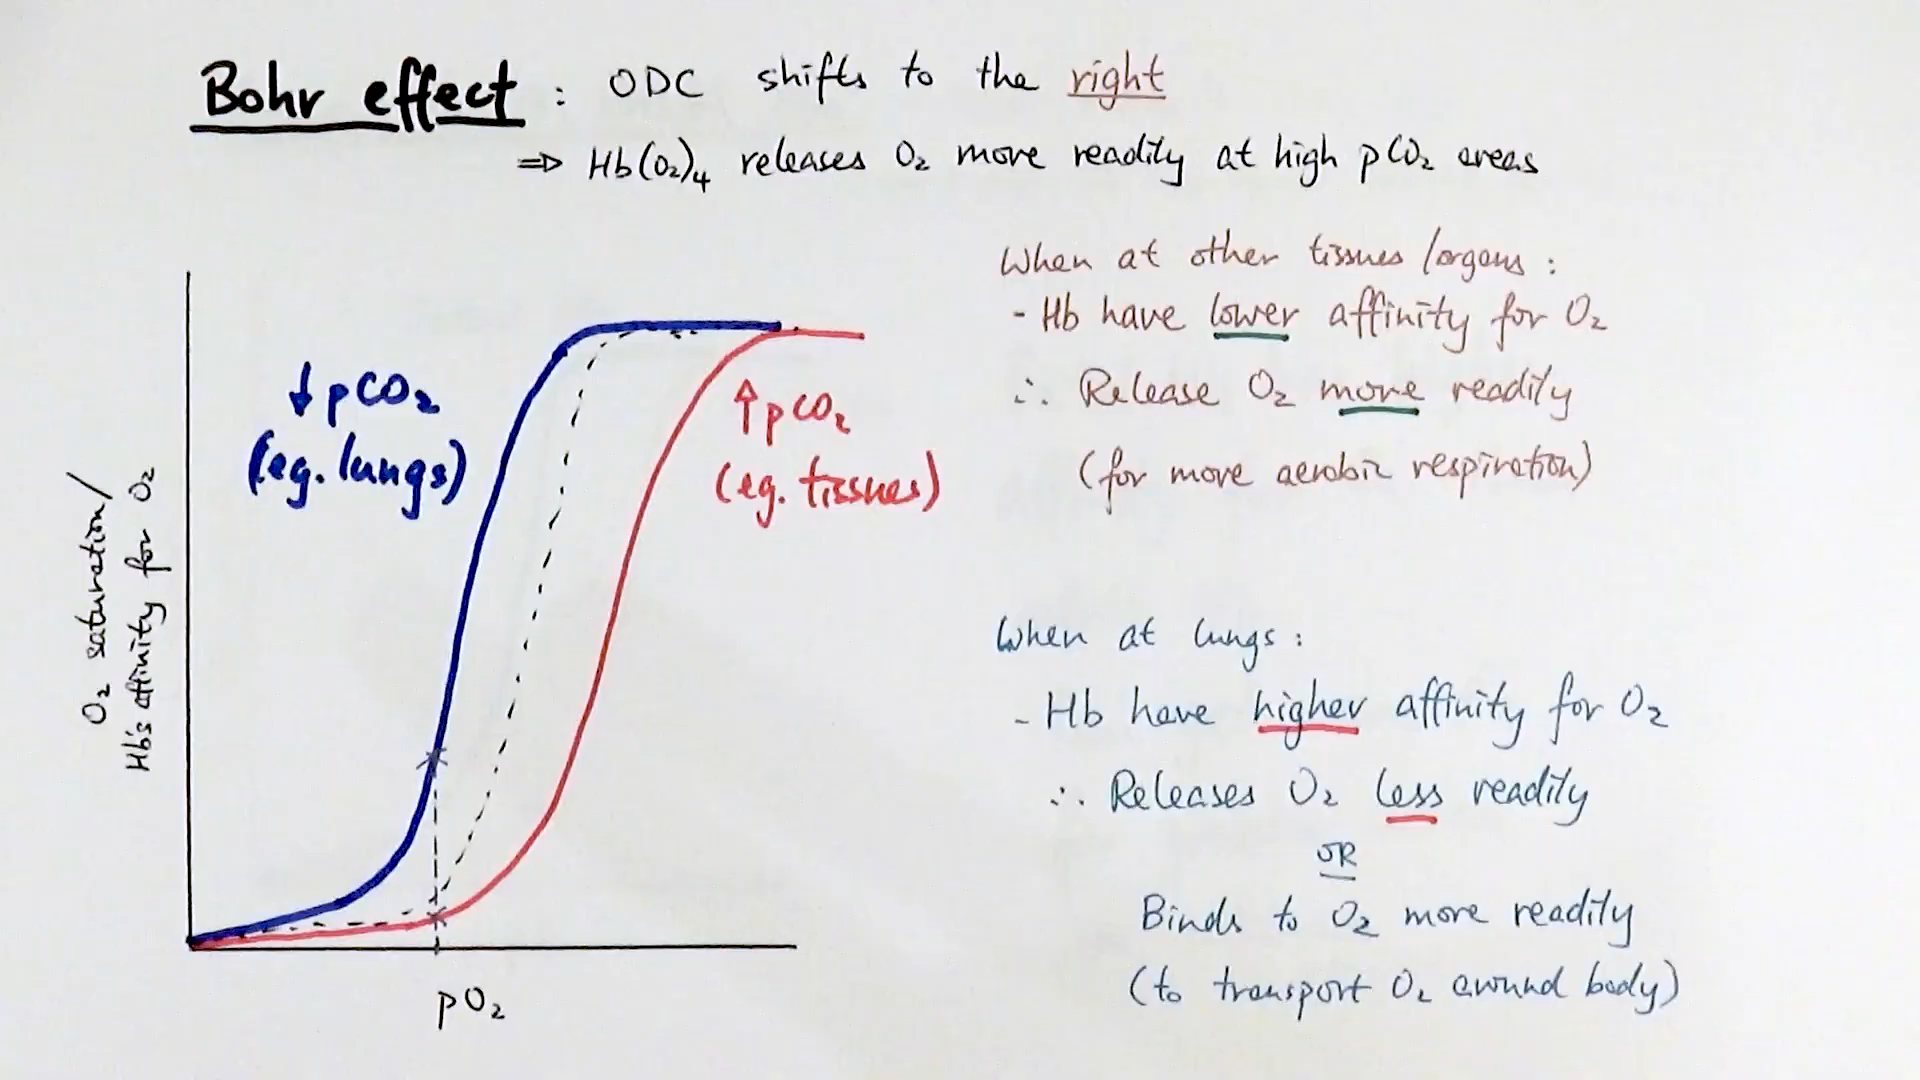 Bohr effect : ODC shifts to the right
⇒ Hb(O₂)₄ releases O₂ more readily at high pCO₂ areas
When at other tissues/organs :
- Hb have lower affinity for O₂
∴ Release O₂ more readily
(for more aerobic respiration)
↓pCO₂
(eg. lungs)
↑pCO₂
(eg. tissues)
O₂ saturation/
Hb's affinity for O₂
pO₂
When at lungs :
- Hb have higher affinity for O₂
∴ Releases O₂ less readily
OR
Binds to O₂ more readily
(to transport O₂ around body)